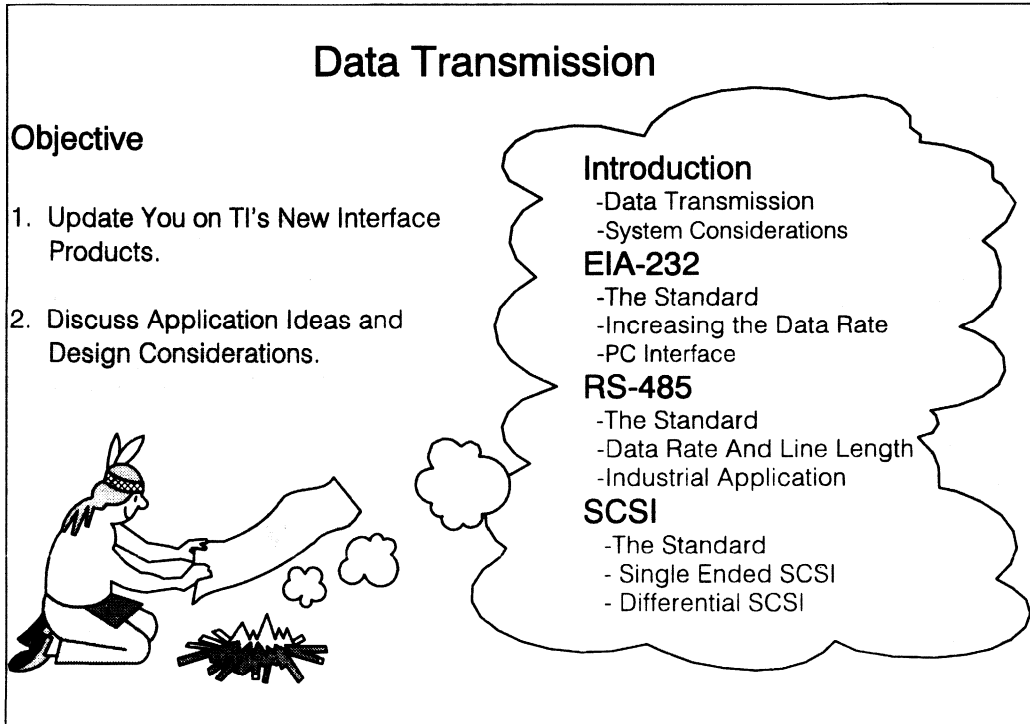 Data Transmission
Objective
1. Update You on TI's New Interface
Products.
2. Discuss Application Ideas and
Design Considerations.
Introduction
-Data Transmission
-System Considerations
EIA-232
-The Standard
-Increasing the Data Rate
-PC Interface
RS-485
-The Standard
-Data Rate And Line Length
-Industrial Application
SCSI
-The Standard
- Single Ended SCSI
- Differential SCSI